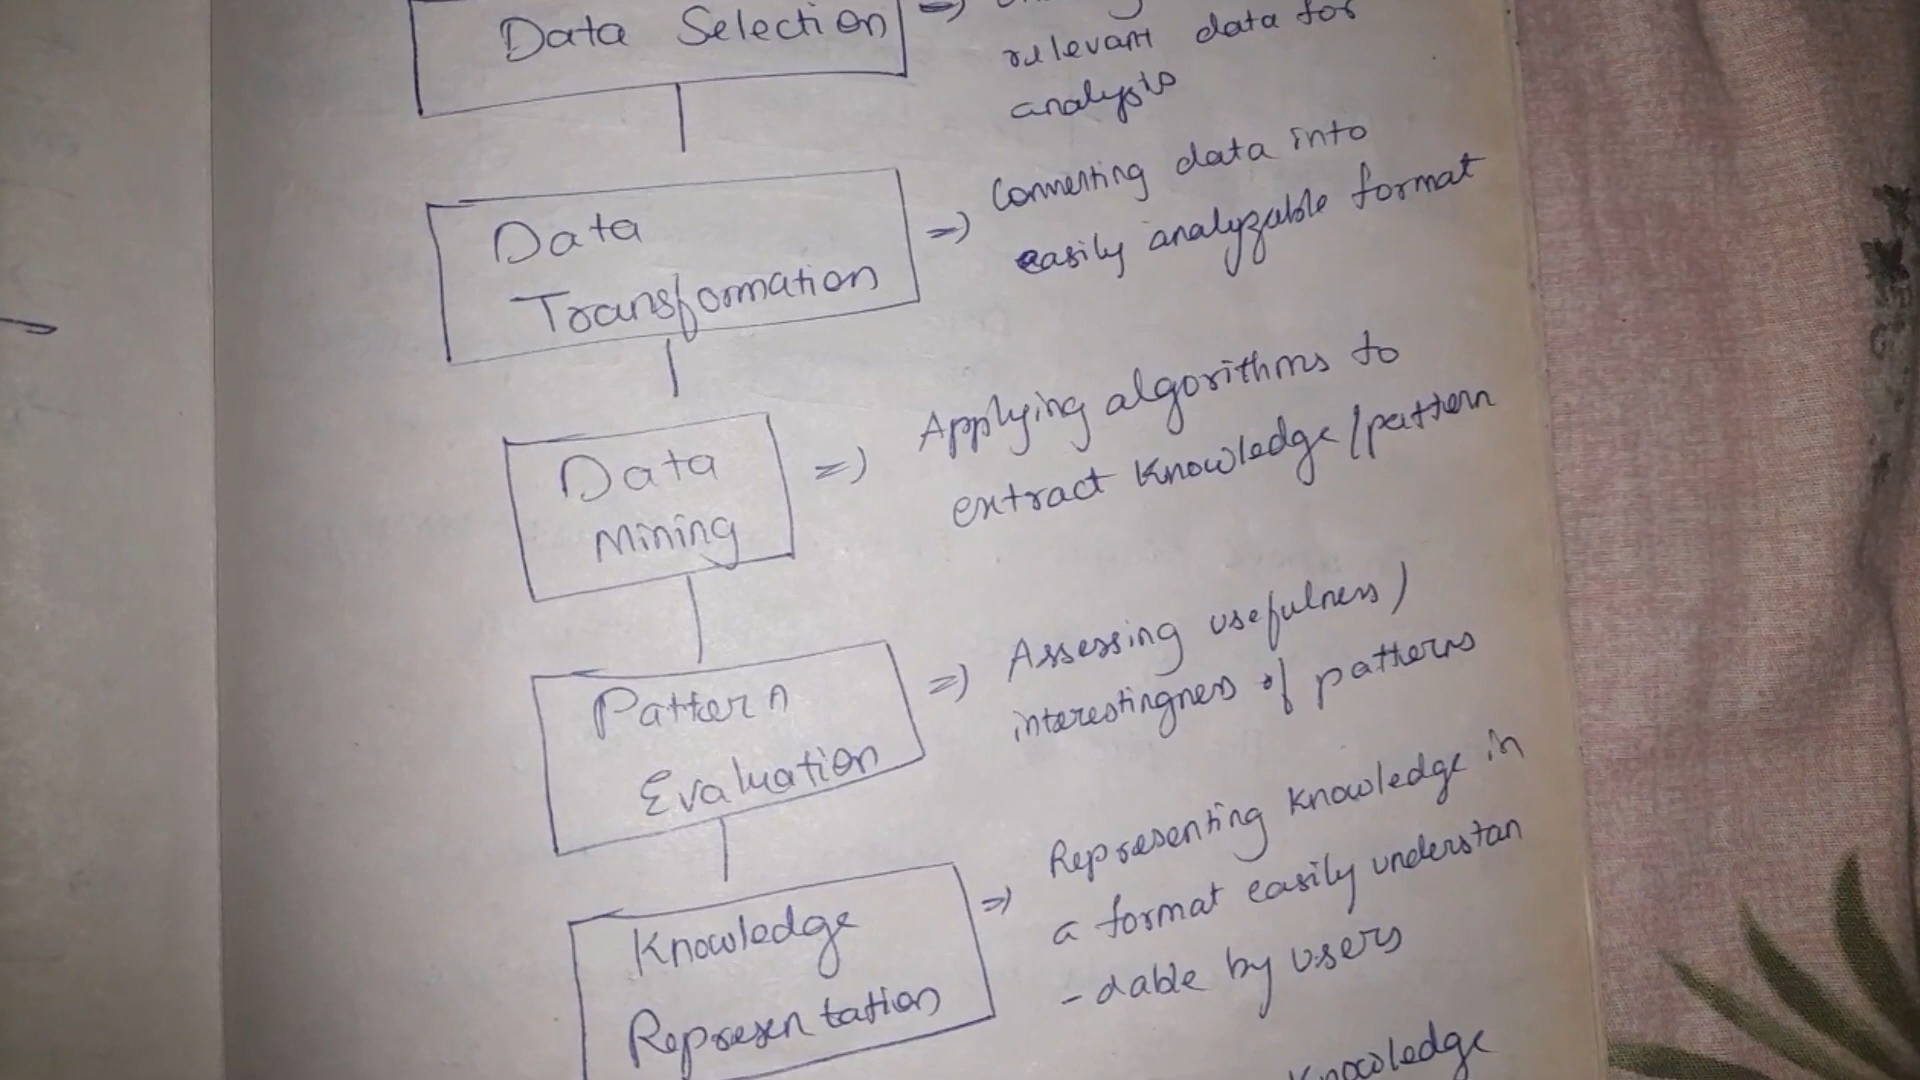 Data Selection =>
relevant data for
analysis
Data
Transformation
=> Converting data into
easily analyzable format
Data
Mining
=> Applying algorithms to
extract knowledge/pattern
Pattern
Evaluation
=> Assessing usefulness/
interestingness of patterns
Knowledge
Representation
=> Representing knowledge in
a format easily understan
-dable by users
Knowledge